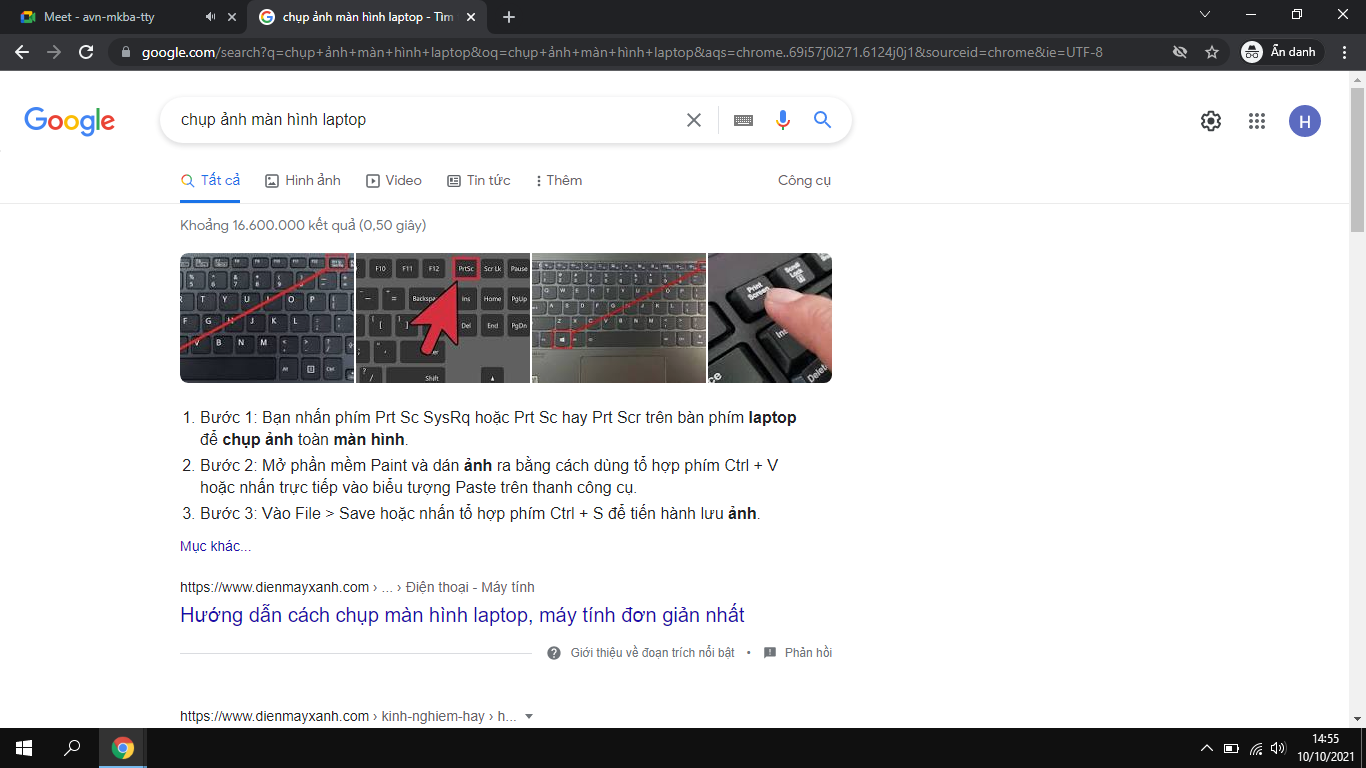 Meet - avn-mkba-tty
chụp ảnh màn hình laptop - Tìm
google.com/search?q=chụp+ảnh+màn+hình+laptop&oq=chụp+ảnh+màn+hình+laptop&aqs=chrome..69i57j0i271.6124j0j1&sourceid=chrome&ie=UTF-8
Ẩn danh
Google
chụp ảnh màn hình laptop
H
Tất cả
Hình ảnh
Video
Tin tức
Thêm
Công cụ
Khoảng 16.600.000 kết quả (0,50 giây)
F10 F11 F12 PrtSc Scr Lk Pause
Ins Home PgUp
Del End PgDn
Shift
Print Screen
Scroll Lock
Delete
1. Bước 1: Bạn nhấn phím Prt Sc SysRq hoặc Prt Sc hay Prt Scr trên bàn phím laptop
để chụp ảnh toàn màn hình.
2. Bước 2: Mở phần mềm Paint và dán ảnh ra bằng cách dùng tổ hợp phím Ctrl + V
hoặc nhấn trực tiếp vào biểu tượng Paste trên thanh công cụ.
3. Bước 3: Vào File > Save hoặc nhấn tổ hợp phím Ctrl + S để tiến hành lưu ảnh.
Mục khác...
https://www.dienmayxanh.com › ... › Điện thoại - Máy tính
Hướng dẫn cách chụp màn hình laptop, máy tính đơn giản nhất
Giới thiệu về đoạn trích nổi bật • Phản hồi
https://www.dienmayxanh.com › kinh-nghiem-hay › h...
14:55
10/10/2021